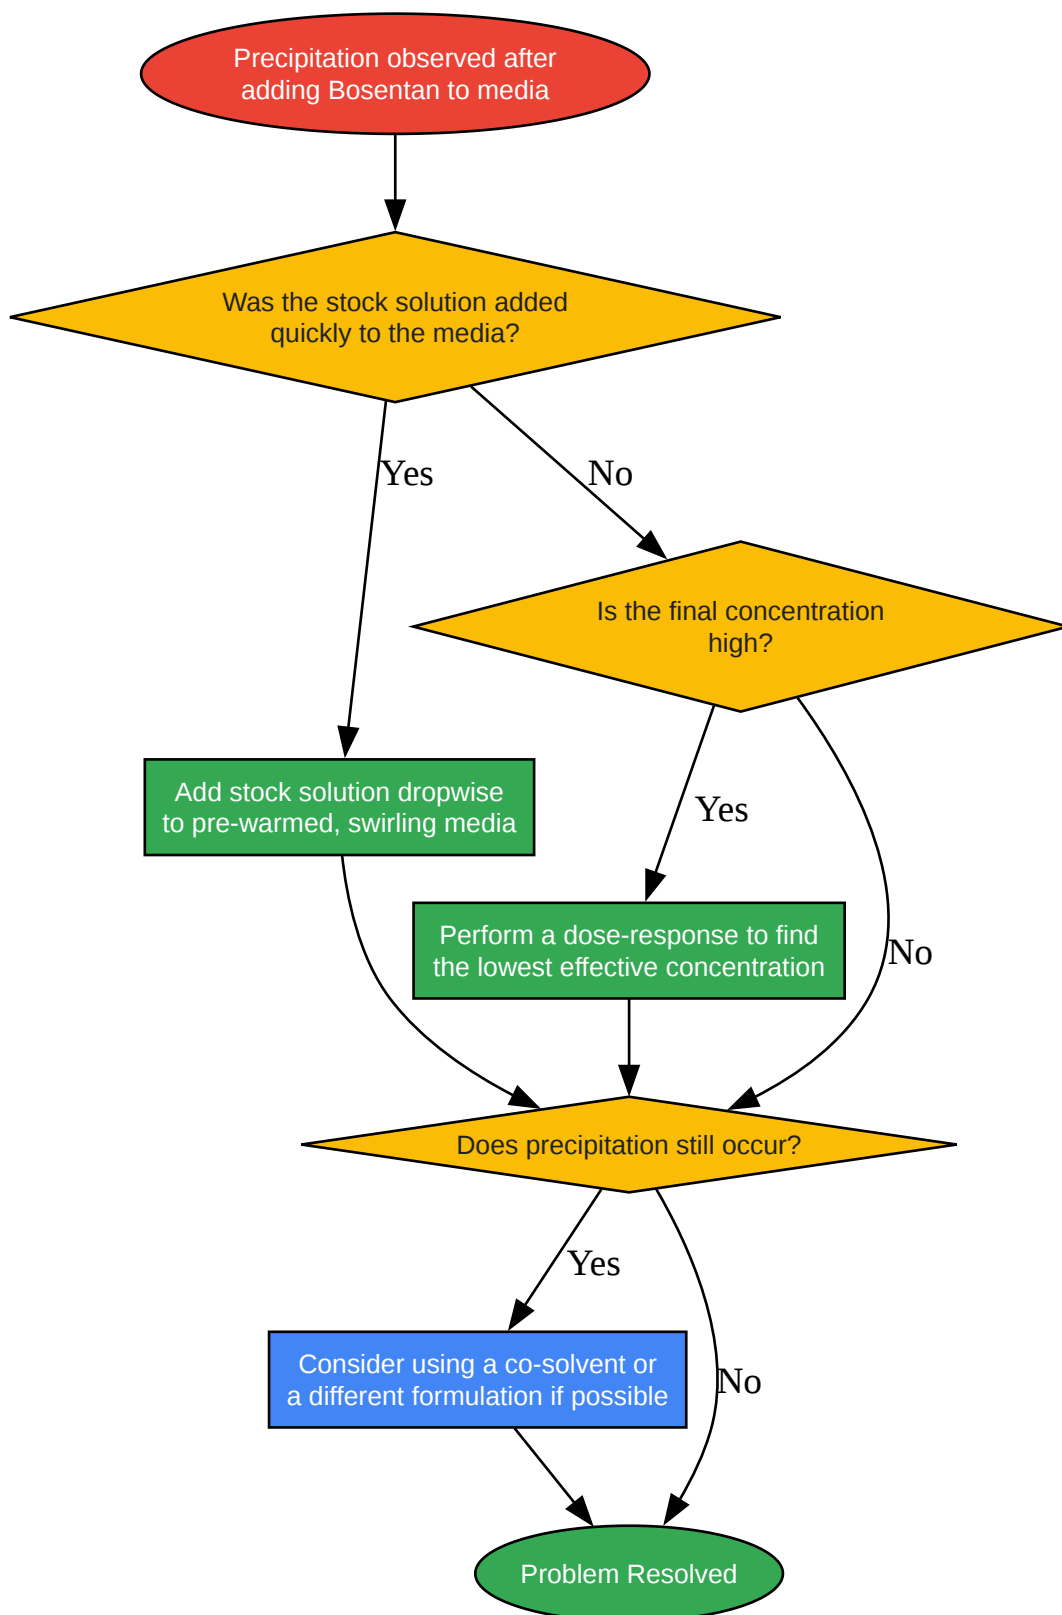 Precipitation observed after
adding Bosentan to media
Was the stock solution added
quickly to the media?
Yes
No
Is the final concentration
high?
Add stock solution dropwise
to pre-warmed, swirling media
Yes
Perform a dose-response to find
the lowest effective concentration
No
Does precipitation still occur?
Yes
Consider using a co-solvent or
a different formulation if possible
No
Problem Resolved